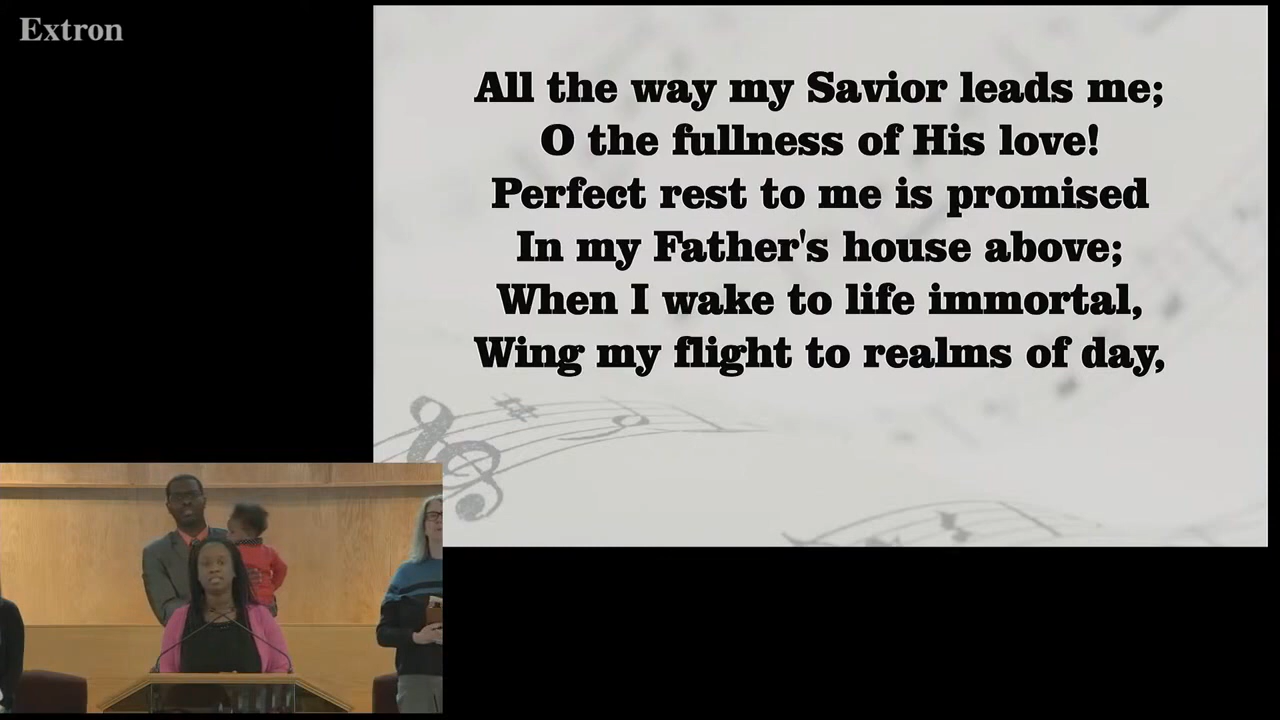 Extron
All the way my Savior leads me;
O the fullness of His love!
Perfect rest to me is promised
In my Father's house above;
When I wake to life immortal,
Wing my flight to realms of day,